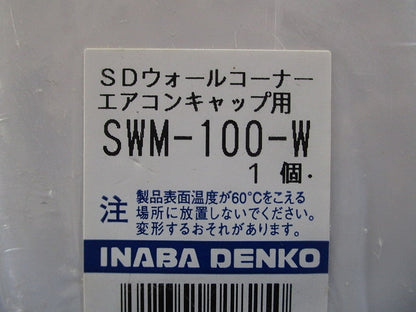 SDウォールコーナー
エアコンキャップ用
SWM-100-W
1個.
注 製品表面温度が60℃をこえる
場所に放置しないでください。
変形するおそれがあります。
INABA DENKO